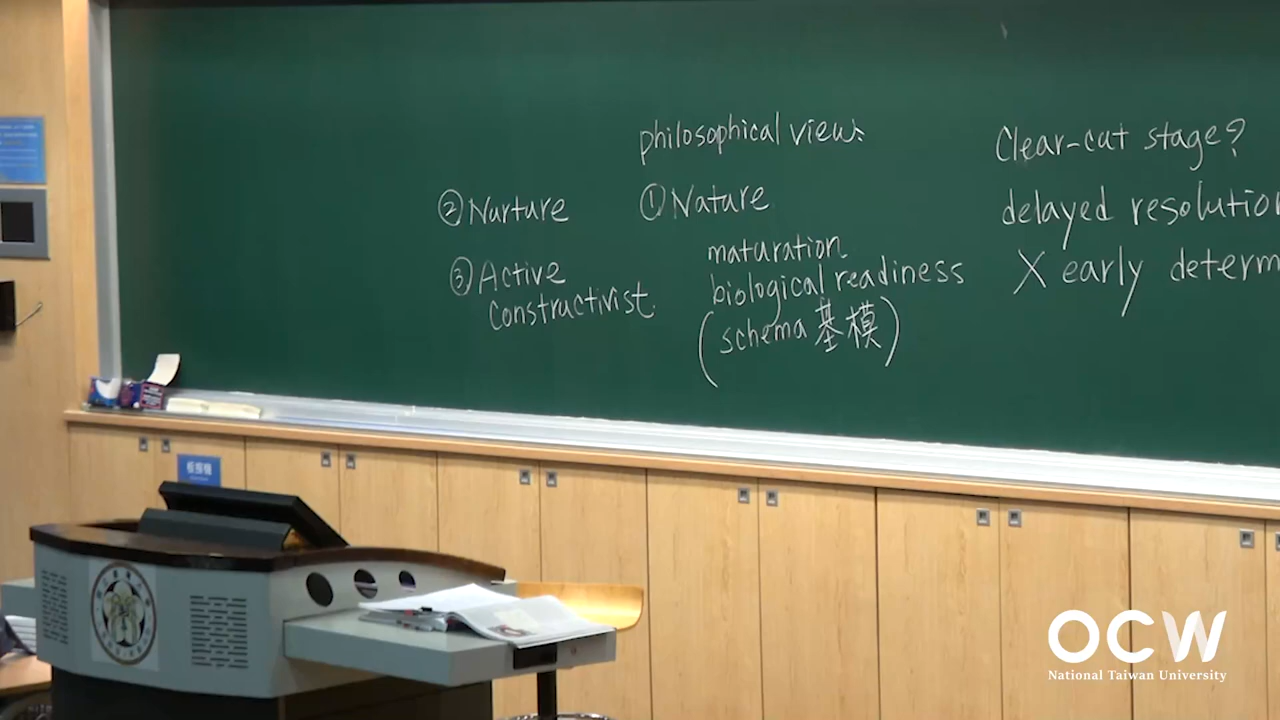 philosophical view:
② Nurture
① Nature
③ Active
Constructivist
maturation
biological readiness
(schema 基模)
Clear-cut stage?
delayed resolution
X early determ
OCW
National Taiwan University